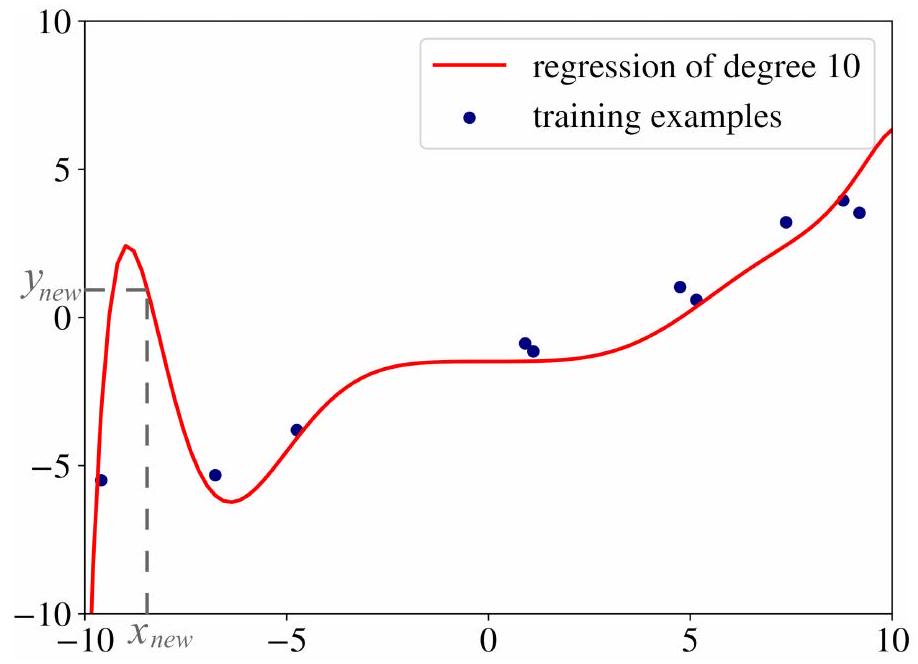 10
regression of degree 10
training examples
5
y_new
0
−5
−10
−10 x_new −5 0 5 10